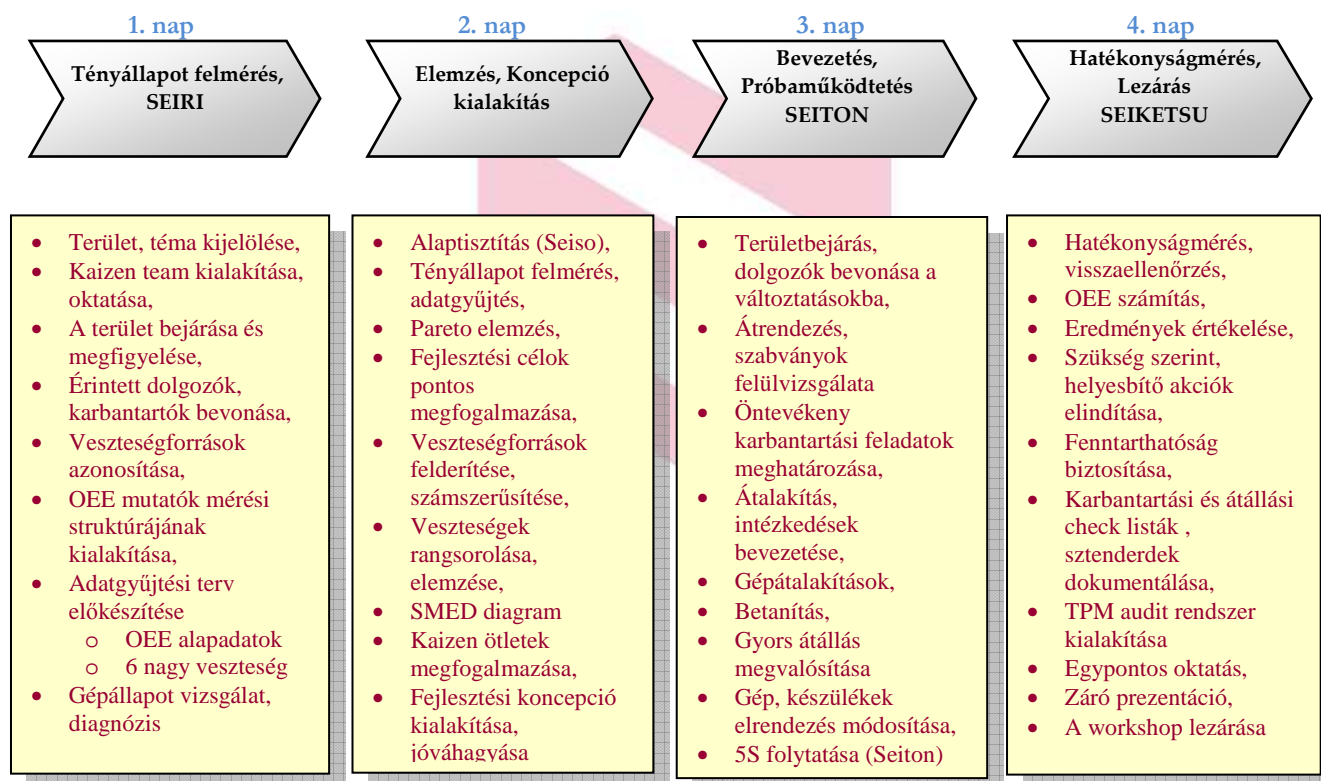 1. nap
Tényállapot felmérés,
SEIRI
• Terület, téma kijelölése,
• Kaizen team kialakítása,
oktatása,
• A terület bejárása és
megfigyelése,
• Érintett dolgozók,
karbantartók bevonása,
• Veszteségforrások
azonosítása,
• OEE mutatók mérési
struktúrájának
kialakítása,
• Adatgyűjtési terv
előkészítése
o OEE alapadatok
o 6 nagy veszteség
• Gépállapot vizsgálat,
diagnózis
2. nap
Elemzés, Koncepció
kialakítás
• Alaptisztítás (Seiso),
• Tényállapot felmérés,
adatgyűjtés,
• Pareto elemzés,
• Fejlesztési célok
pontos
megfogalmazása,
• Veszteségforrások
felderítése,
számszerűsítése,
• Veszteségek
rangsorolása,
elemzése,
• SMED diagram
• Kaizen ötletek
megfogalmazása,
• Fejlesztési koncepció
kialakítása,
jóváhagyása
3. nap
Bevezetés,
Próbaműködtetés
SEITON
• Területbejárás,
dolgozók bevonása a
változtatásokba,
• Átrendezés,
szabványok
felülvizsgálata
• Öntevékeny
karbantartási feladatok
meghatározása,
• Átalakítás,
intézkedések
bevezetése,
• Gépátalakítások,
• Betanítás,
• Gyors átállás
megvalósítása
• Gép, készülékek
elrendezés módosítása,
• 5S folytatása (Seiton)
4. nap
Hatékonyságmérés,
Lezárás
SEIKETSU
• Hatékonyságmérés,
visszaellenőrzés,
• OEE számítás,
• Eredmények értékelése,
• Szükség szerint,
helyesbítő akciók
elindítása,
• Fenntarthatóság
biztosítása,
• Karbantartási és átállási
check listák ,
sztenderdek
dokumentálása,
• TPM audit rendszer
kialakítása
• Egypontos oktatás,
• Záró prezentáció,
• A workshop lezárása